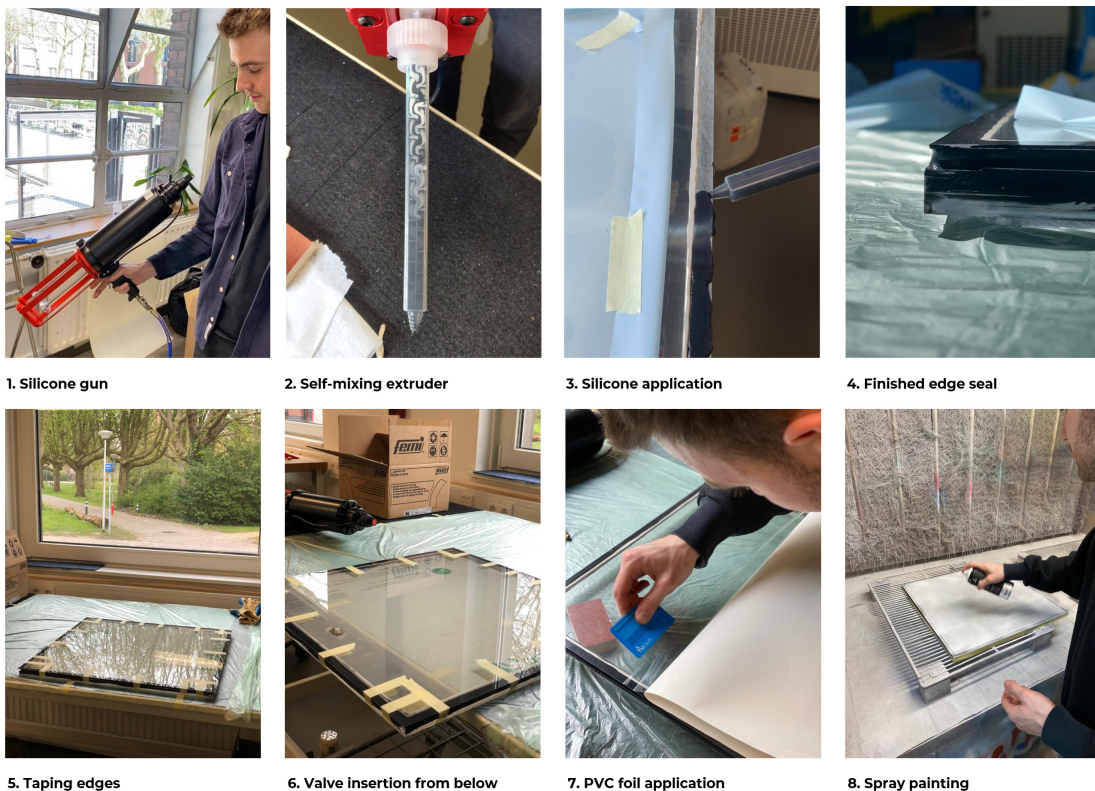 1. Silicone gun
2. Self-mixing extruder
3. Silicone application
4. Finished edge seal
femi
5. Taping edges
6. Valve insertion from below
7. PVC foil application
8. Spray painting